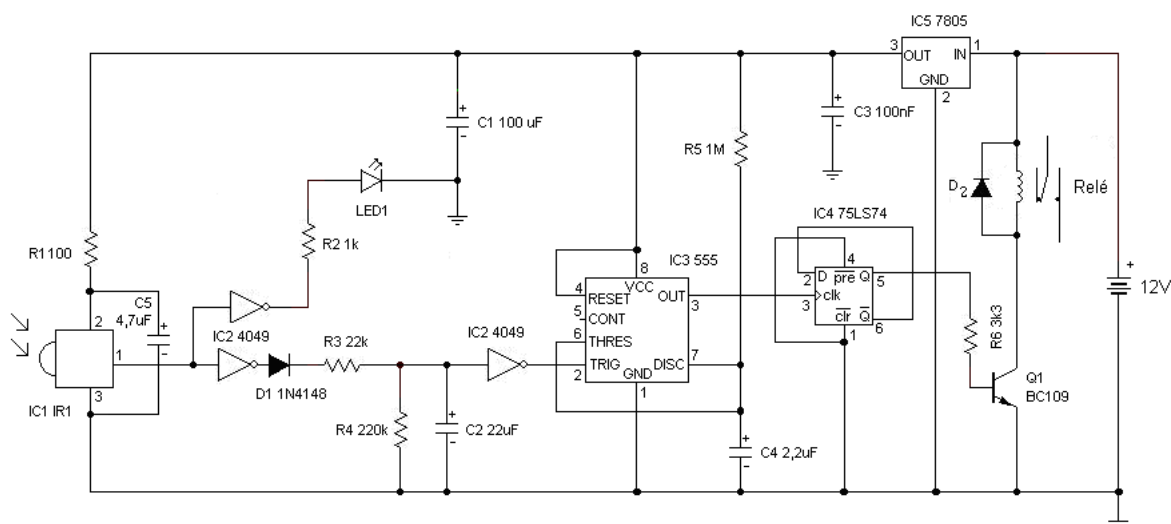 IC5 7805
3 OUT IN 1
GND
2
C1 100 uF
C3 100nF
R5 1M
LED1
D2
Relé
IC4 75LS74
R1100
R2 1k
IC3 555
8
VCC
4
RESET OUT
3
5
CONT
6
THRES
TRIG DISC 7
2
GND
1
4
2 D pre Q 5
3 clk
clr Q 6
1
12V
C5
4,7uF
2
1
3
IC1 IR1
IC2 4049
R3 22k
IC2 4049
D1 1N4148
R4 220k
C2 22uF
C4 2,2uF
R6 3k3
Q1
BC109